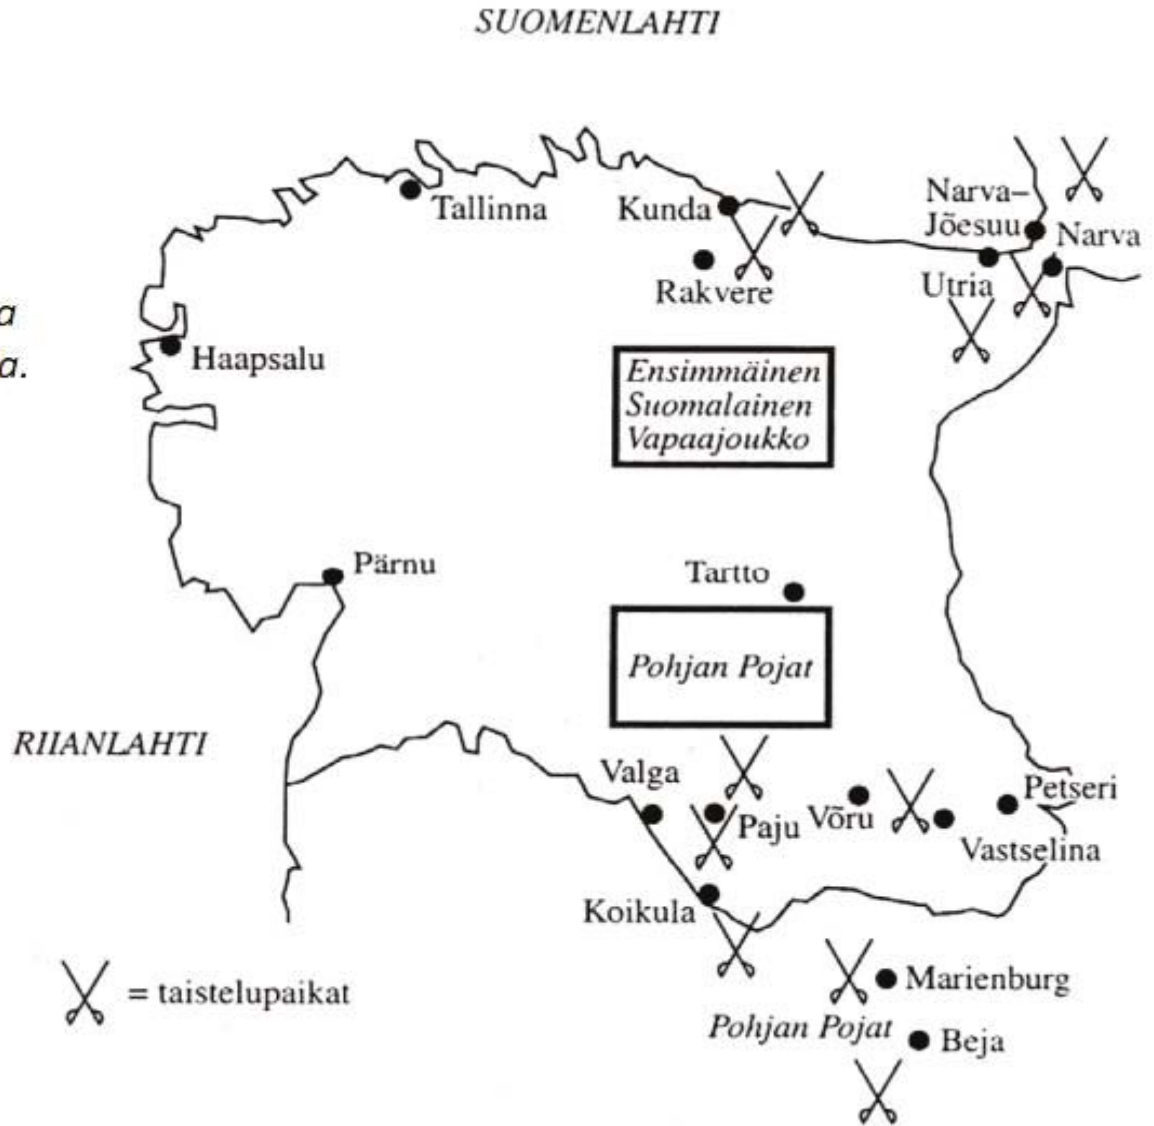 SUOMENLAHTI
Tallinna
Kunda
Rakvere
Narva–
Jõesuu
Narva
Utria
a
a.
Haapsalu
Ensimmäinen
Suomalainen
Vapaajoukko
Pärnu
Tartto
Pohjan Pojat
RIIANLAHTI
Valga
Paju
Võru
Petseri
Vastselina
Koikula
= taistelupaikat
Marienburg
Pohjan Pojat
Beja